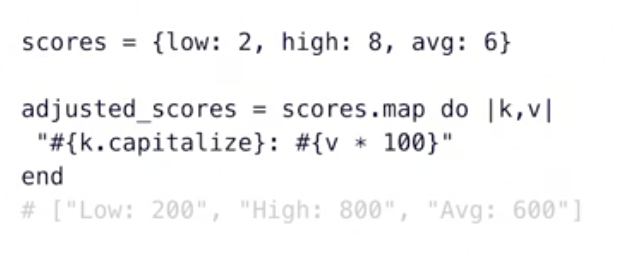 scores = {low: 2, high: 8, avg: 6}
adjusted_scores = scores.map do |k,v|
"#{k.capitalize}: #{v * 100}"
end
# ["Low: 200", "High: 800", "Avg: 600"]